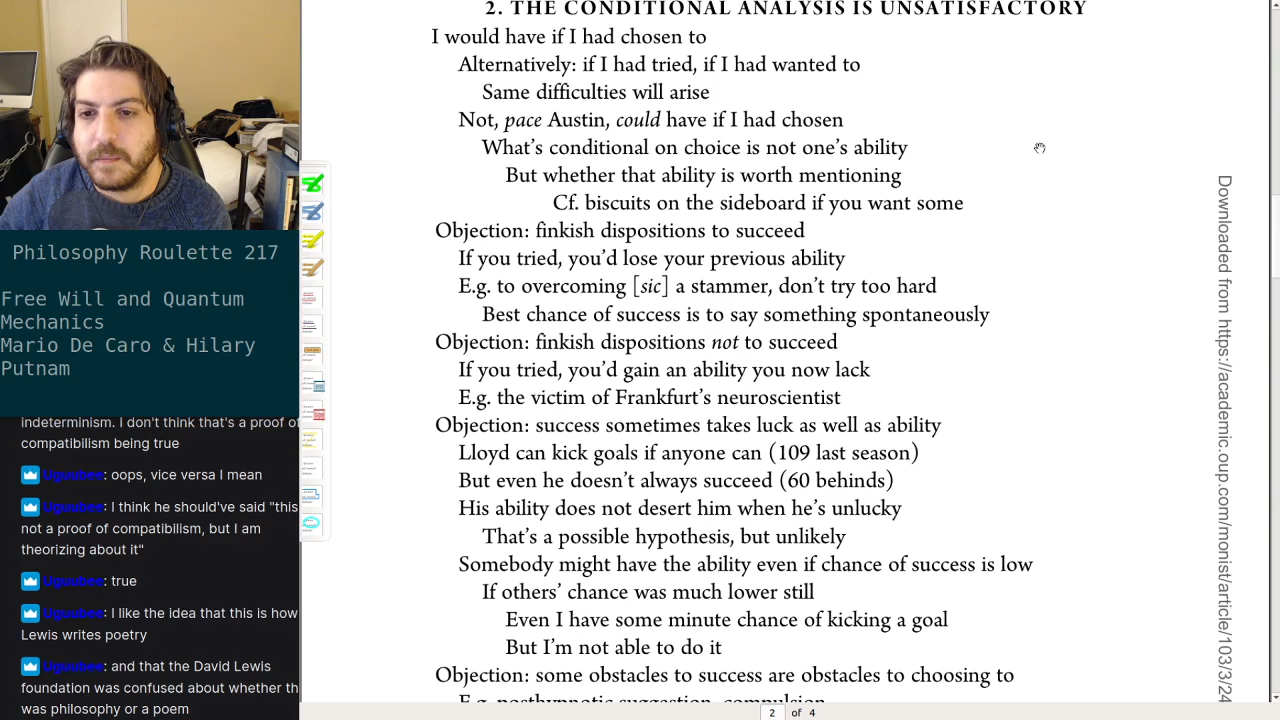 2. THE CONDITIONAL ANALYSIS IS UNSATISFACTORY
I would have if I had chosen to
Alternatively: if I had tried, if I had wanted to
Same difficulties will arise
Not, pace Austin, could have if I had chosen
What's conditional on choice is not one's ability
But whether that ability is worth mentioning
Cf. biscuits on the sideboard if you want some
Objection: finkish dispositions to succeed
If you tried, you'd lose your previous ability
E.g. to overcoming [sic] a stammer, don't try too hard
Best chance of success is to say something spontaneously
Objection: finkish dispositions not to succeed
If you tried, you'd gain an ability you now lack
E.g. the victim of Frankfurt's neuroscientist
Objection: success sometimes takes luck as well as ability
Lloyd can kick goals if anyone can (109 last season)
But even he doesn't always succeed (60 behinds)
His ability does not desert him when he's unlucky
That's a possible hypothesis, but unlikely
Somebody might have the ability even if chance of success is low
If others' chance was much lower still
Even I have some minute chance of kicking a goal
But I'm not able to do it
Objection: some obstacles to success are obstacles to choosing to
E.g. posthypnotic suggestion, compulsion
2 of 4
Downloaded from https://academic.oup.com/monist/article/103/3/24
Philosophy Roulette 217
Free Will and Quantum
Mechanics
Mario De Caro & Hilary
Putnam
indeterminism. I don't think that's a proof of
compatibilism being true
Uguubee: oops, vice versa I mean
Uguubee: I think he should've said "this
not a proof of compatibilism, but I am
theorizing about it"
Uguubee: true
Uguubee: I like the idea that this is how
Lewis writes poetry
Uguubee: and that the David Lewis
foundation was confused about whether th
was philosophy or a poem